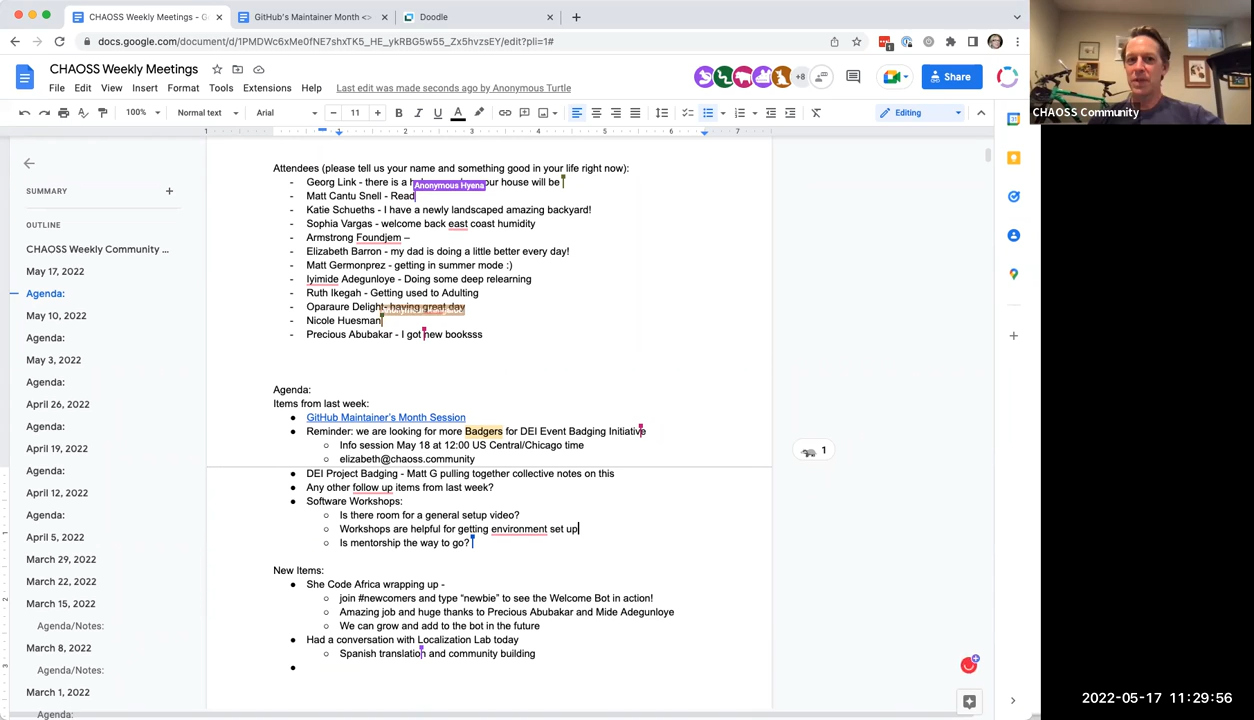 CHAOSS Weekly Meetings - G
GitHub's Maintainer Month <>
Doodle
docs.google.com/document/d/1PMDWc6xMe0fNE7shxTK5_HE_ykRBG5w55_Zx5hvzsEY/edit?pli=1#
CHAOSS Weekly Meetings
File Edit View Insert Format Tools Extensions Help Last edit was made seconds ago by Anonymous Turtle
+8
Share
100% Normal text Arial 11 Editing
CHAOSS Community
1 2 3 4 5 6 7
SUMMARY
OUTLINE
CHAOSS Weekly Community ...
May 17, 2022
Agenda:
May 10, 2022
Agenda:
May 3, 2022
Agenda:
April 26, 2022
Agenda:
April 19, 2022
Agenda:
April 12, 2022
Agenda:
April 5, 2022
March 29, 2022
March 22, 2022
March 15, 2022
Agenda/Notes:
March 8, 2022
Agenda/Notes:
March 1, 2022
Agenda:
Attendees (please tell us your name and something good in your life right now):
- Georg Link - there is a our house will be
Anonymous Hyena
- Matt Cantu Snell - Read
- Katie Schueths - I have a newly landscaped amazing backyard!
- Sophia Vargas - welcome back east coast humidity
- Armstrong Foundjem –
- Elizabeth Barron - my dad is doing a little better every day!
- Matt Germonprez - getting in summer mode :)
- Iyimide Adegunloye - Doing some deep relearning
- Ruth Ikegah - Getting used to Adulting
- Oparaure Delight- having great day
- Nicole Huesman
- Precious Abubakar - I got new booksss
Agenda:
Items from last week:
● GitHub Maintainer's Month Session
● Reminder: we are looking for more Badgers for DEI Event Badging Initiative
○ Info session May 18 at 12:00 US Central/Chicago time
○ elizabeth@chaoss.community
1
● DEI Project Badging - Matt G pulling together collective notes on this
● Any other follow up items from last week?
● Software Workshops:
○ Is there room for a general setup video?
○ Workshops are helpful for getting environment set up
○ Is mentorship the way to go?
New Items:
● She Code Africa wrapping up -
○ join #newcomers and type “newbie” to see the Welcome Bot in action!
○ Amazing job and huge thanks to Precious Abubakar and Mide Adegunloye
○ We can grow and add to the bot in the future
● Had a conversation with Localization Lab today
○ Spanish translation and community building
●
2022-05-17 11:29:56